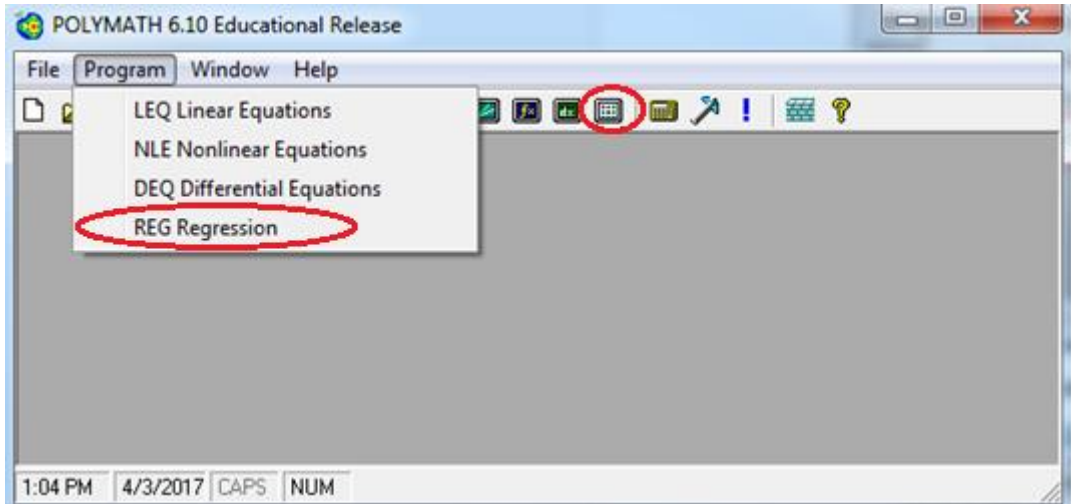 POLYMATH 6.10 Educational Release
File Program Window Help
LEQ Linear Equations
NLE Nonlinear Equations
DEQ Differential Equations
REG Regression
1:04 PM 4/3/2017 CAPS NUM